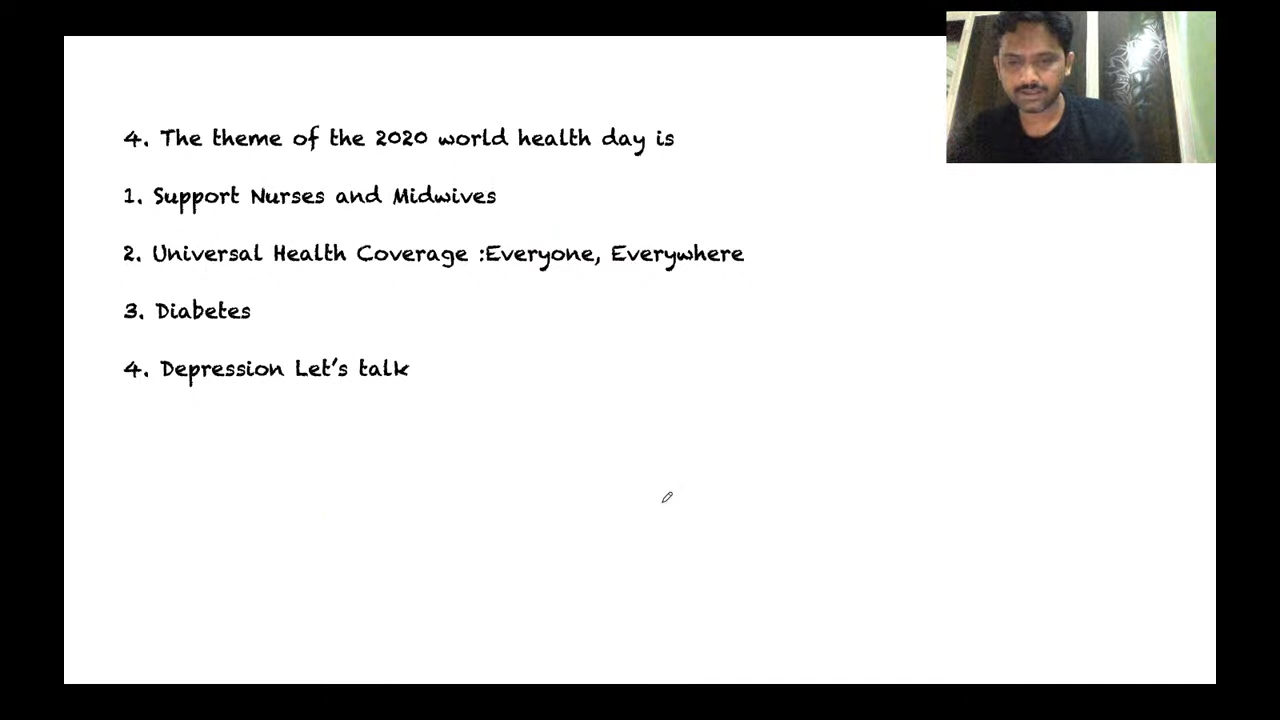 4. The theme of the 2020 world health day is
1. Support Nurses and Midwives
2. Universal Health Coverage :Everyone, Everywhere
3. Diabetes
4. Depression Let's talk